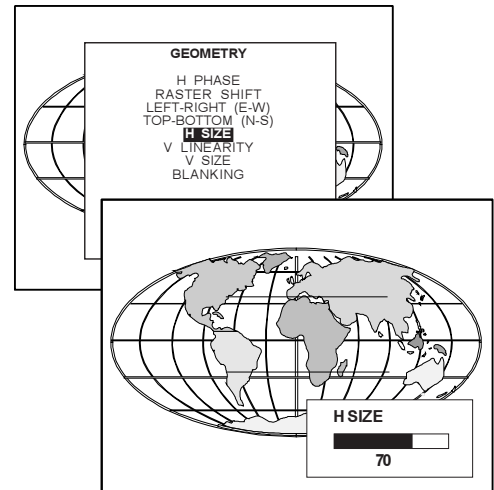 GEOMETRY
H PHASE
RASTER SHIFT
LEFT-RIGHT (E-W)
TOP-BOTTOM (N-S)
H SIZE
V LINEARITY
V SIZE
BLANKING
H SIZE
70